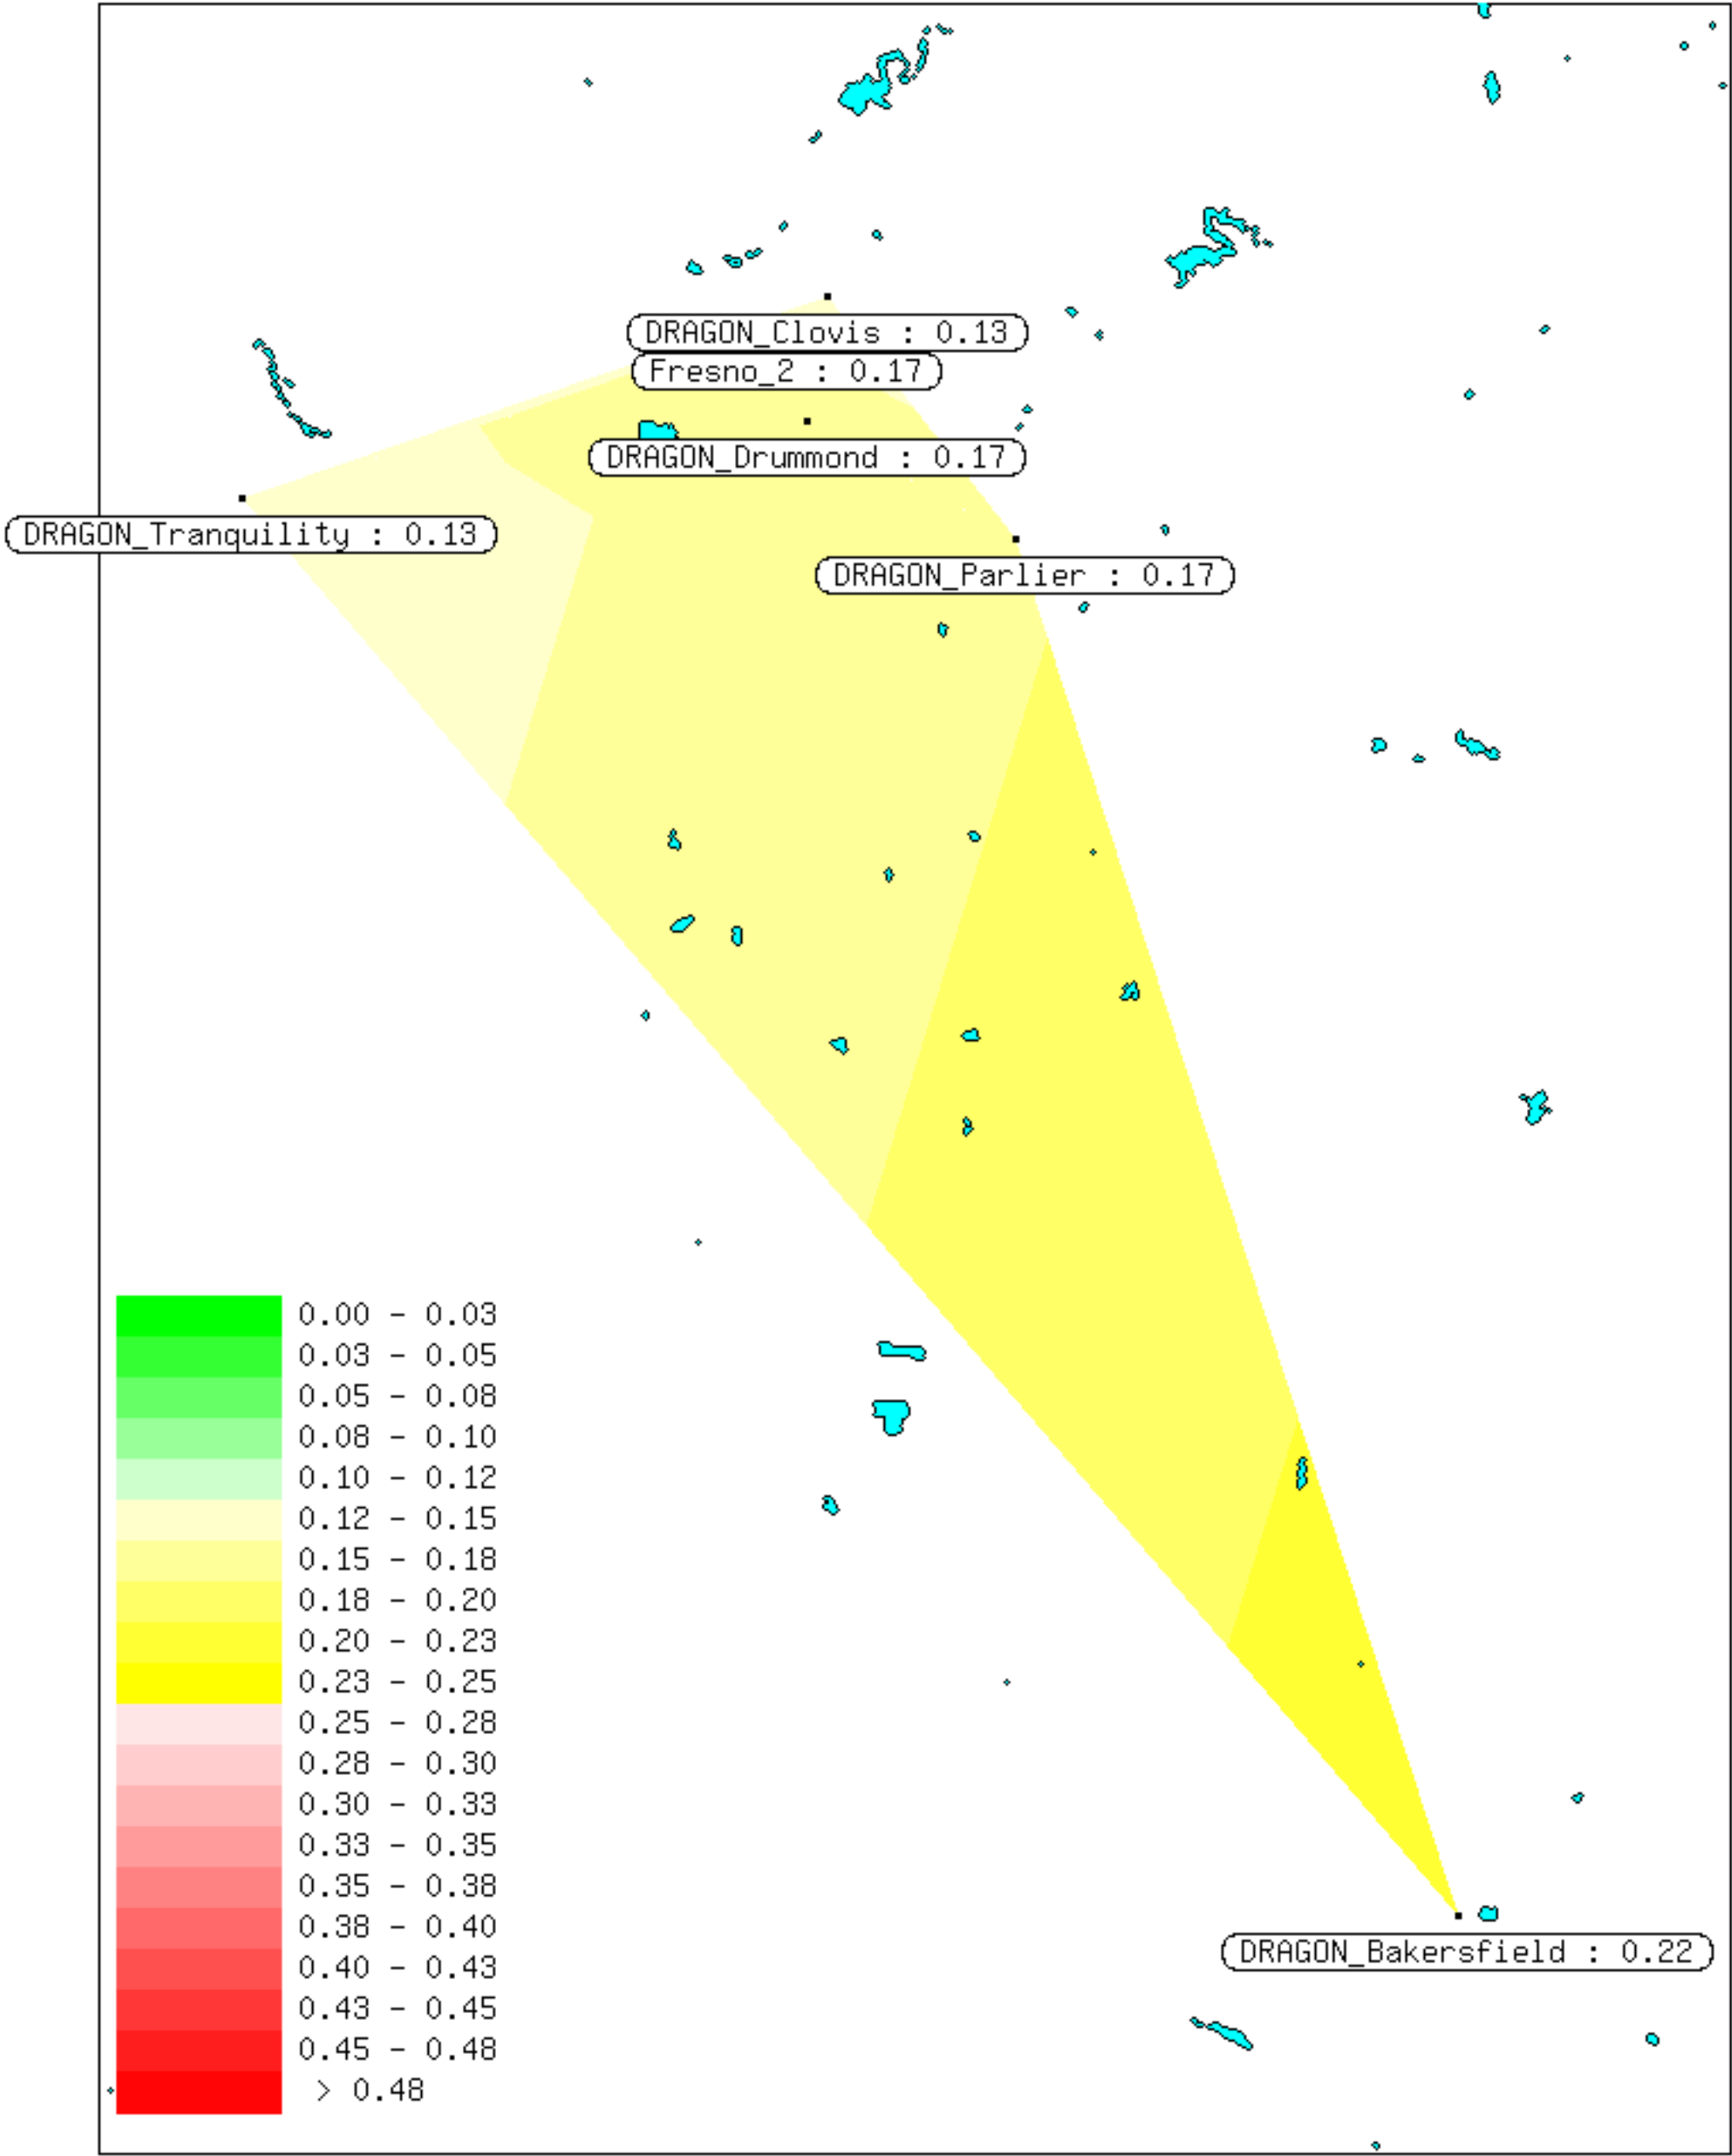 DRAGON_Clovis : 0.13
Fresno_2 : 0.17
DRAGON_Drummond : 0.17
DRAGON_Tranquility : 0.13
DRAGON_Parlier : 0.17
0.00 - 0.03
0.03 - 0.05
0.05 - 0.08
0.08 - 0.10
0.10 - 0.12
0.12 - 0.15
0.15 - 0.18
0.18 - 0.20
0.20 - 0.23
0.23 - 0.25
0.25 - 0.28
0.28 - 0.30
0.30 - 0.33
0.33 - 0.35
0.35 - 0.38
0.38 - 0.40
0.40 - 0.43
0.43 - 0.45
0.45 - 0.48
> 0.48
DRAGON_Bakersfield : 0.22